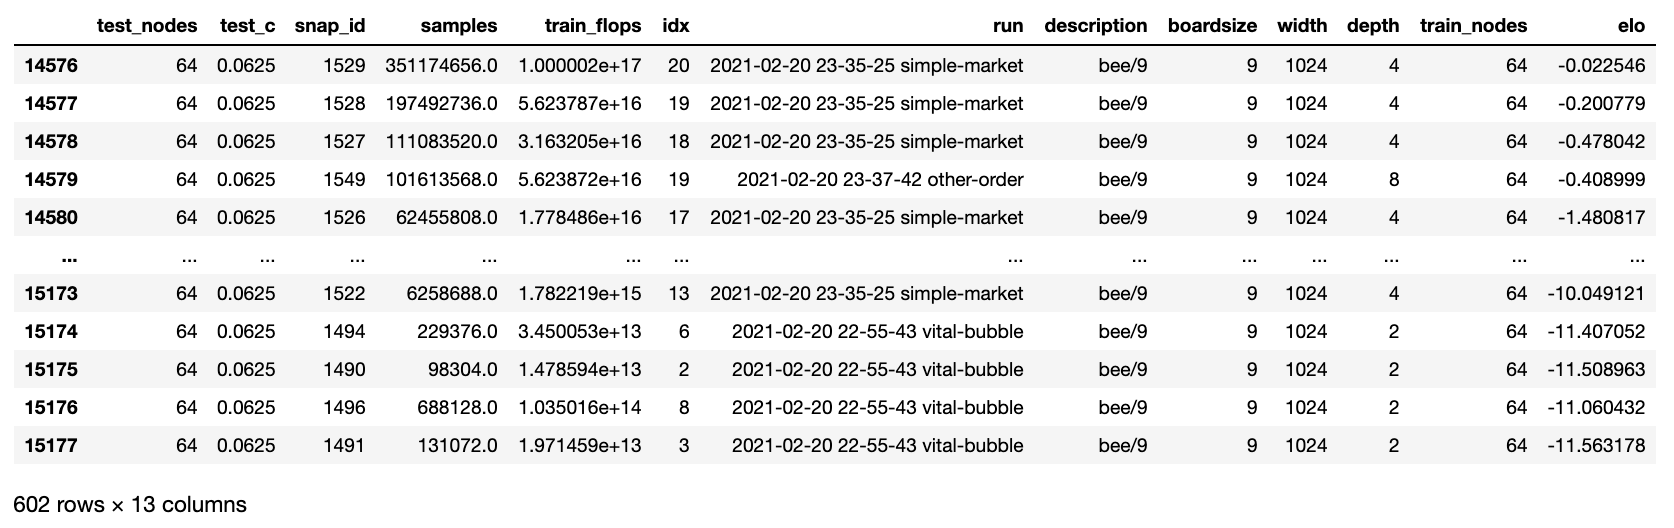 test_nodes test_c snap_id samples train_flops idx run description boardsize width depth train_nodes elo
14576 64 0.0625 1529 351174656.0 1.000002e+17 20 2021-02-20 23-35-25 simple-market bee/9 9 1024 4 64 -0.022546
14577 64 0.0625 1528 197492736.0 5.623787e+16 19 2021-02-20 23-35-25 simple-market bee/9 9 1024 4 64 -0.200779
14578 64 0.0625 1527 111083520.0 3.163205e+16 18 2021-02-20 23-35-25 simple-market bee/9 9 1024 4 64 -0.478042
14579 64 0.0625 1549 101613568.0 5.623872e+16 19 2021-02-20 23-37-42 other-order bee/9 9 1024 8 64 -0.408999
14580 64 0.0625 1526 62455808.0 1.778486e+16 17 2021-02-20 23-35-25 simple-market bee/9 9 1024 4 64 -1.480817
... ... ... ... ... ... ... ... ... ... ... ... ... ...
15173 64 0.0625 1522 6258688.0 1.782219e+15 13 2021-02-20 23-35-25 simple-market bee/9 9 1024 4 64 -10.049121
15174 64 0.0625 1494 229376.0 3.450053e+13 6 2021-02-20 22-55-43 vital-bubble bee/9 9 1024 2 64 -11.407052
15175 64 0.0625 1490 98304.0 1.478594e+13 2 2021-02-20 22-55-43 vital-bubble bee/9 9 1024 2 64 -11.508963
15176 64 0.0625 1496 688128.0 1.035016e+14 8 2021-02-20 22-55-43 vital-bubble bee/9 9 1024 2 64 -11.060432
15177 64 0.0625 1491 131072.0 1.971459e+13 3 2021-02-20 22-55-43 vital-bubble bee/9 9 1024 2 64 -11.563178
602 rows × 13 columns